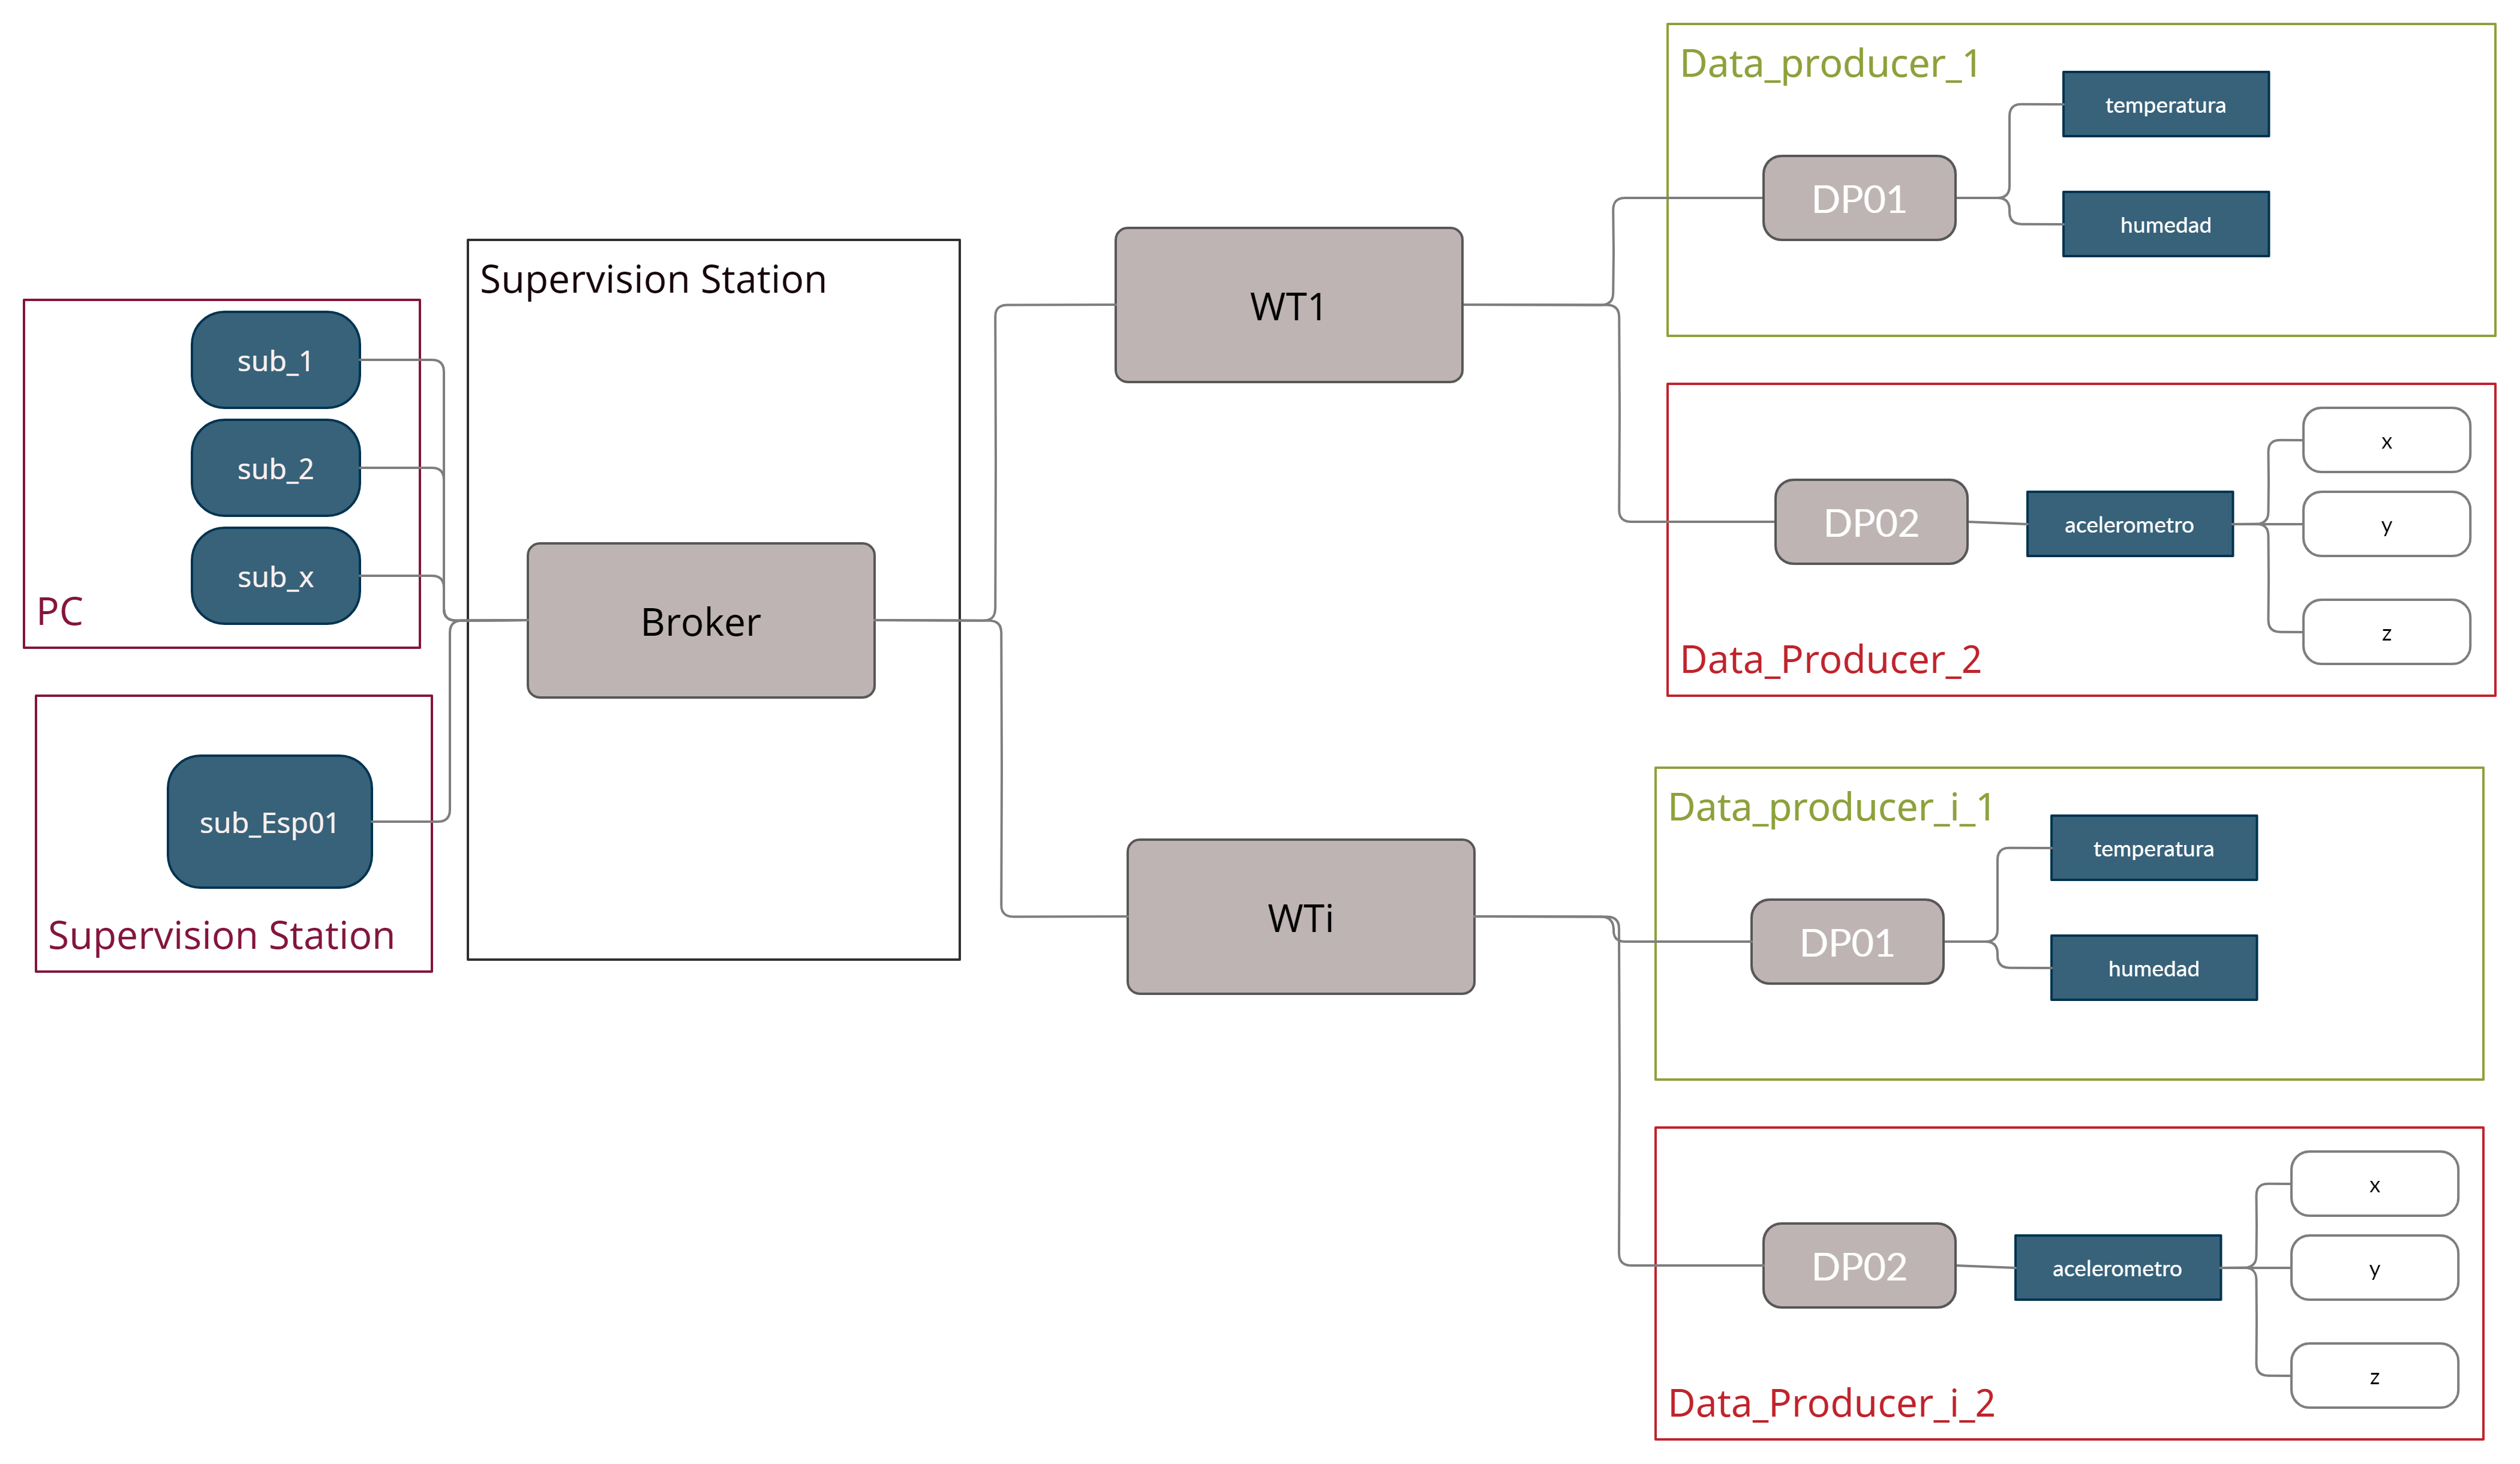 PC
sub_1
sub_2
sub_x
sub_Esp01
Supervision Station
Supervision Station
Broker
WT1
WTi
Data_producer_1
DP01
temperatura
humedad
DP02
acelerometro
x
y
z
Data_Producer_2
Data_producer_i_1
DP01
temperatura
humedad
DP02
acelerometro
x
y
z
Data_Producer_i_2